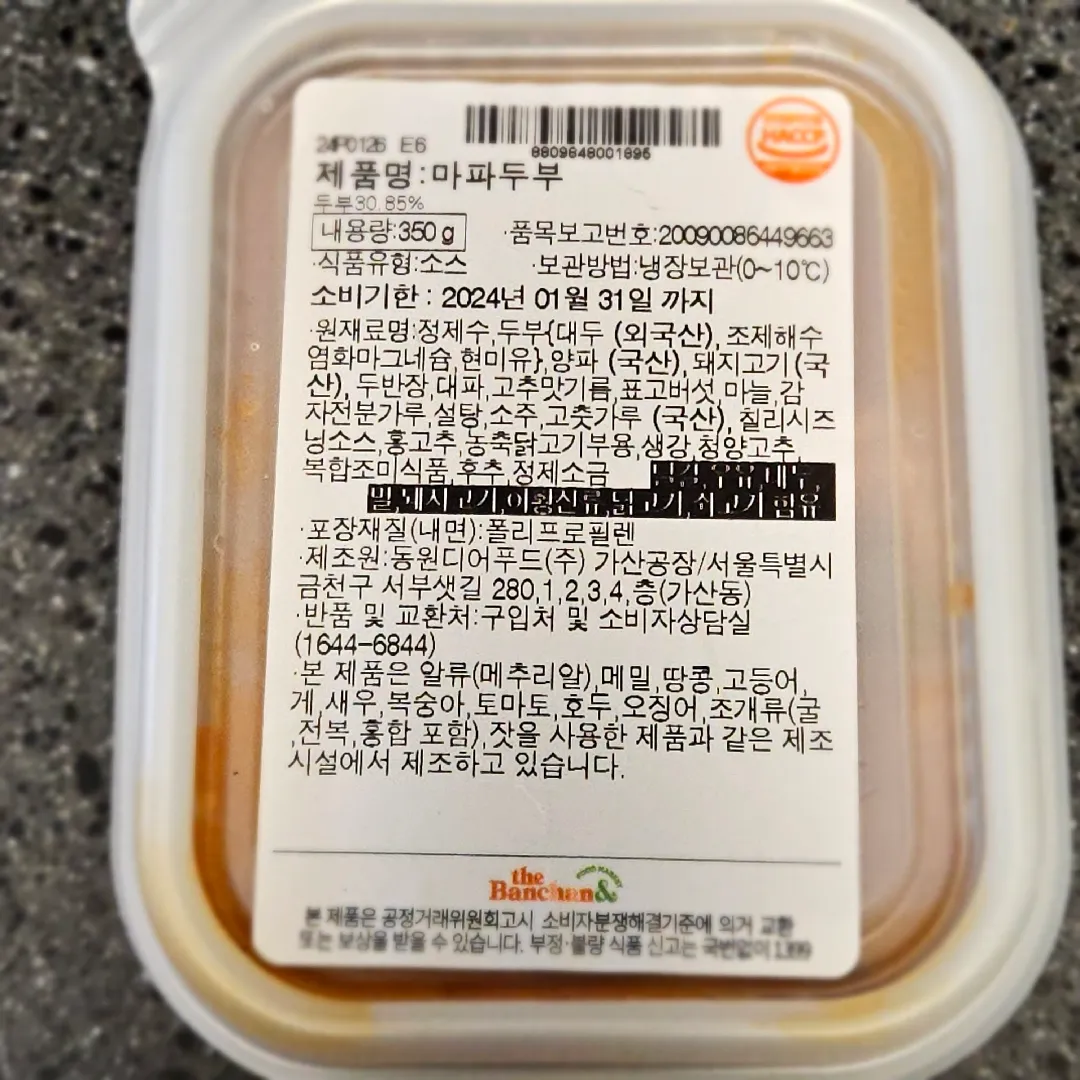 24P0126 E6
8809648001895
HACCP
제품명:마파두부
두부30.85%
내용량:350g ·품목보고번호:20090086449663
·식품유형:소스 ·보관방법:냉장보관(0~10℃)
소비기한 : 2024년 01월 31일 까지
·원재료명:정제수,두부{대두 (외국산), 조제해수
염화마그네슘,현미유},양파 (국산), 돼지고기 (국
산), 두반장,대파,고추맛기름,표고버섯,마늘,감
자전분가루,설탕,소주,고춧가루 (국산), 칠리시즈
닝소스,홍고추,농축닭고기부용,생강,청양고추,
복합조미식품,후추,정제소금 우유,대두,
밀,돼지고기,아황산류,닭고기,쇠고기 함유
·포장재질(내면):폴리프로필렌
·제조원:동원디어푸드(주) 가산공장/서울특별시
금천구 서부샛길 280,1,2,3,4,층(가산동)
·반품 및 교환처:구입처 및 소비자상담실
(1644-6844)
·본 제품은 알류(메추리알),메밀,땅콩,고등어,
게,새우,복숭아,토마토,호두,오징어,조개류(굴
,전복,홍합 포함),잣을 사용한 제품과 같은 제조
시설에서 제조하고 있습니다.
the
Banchan&
FOOD MARKET
본 제품은 공정거래위원회고시 소비자분쟁해결기준에 의거 교환
또는 보상을 받을 수 있습니다. 부정·불량 식품 신고는 국번없이 1399